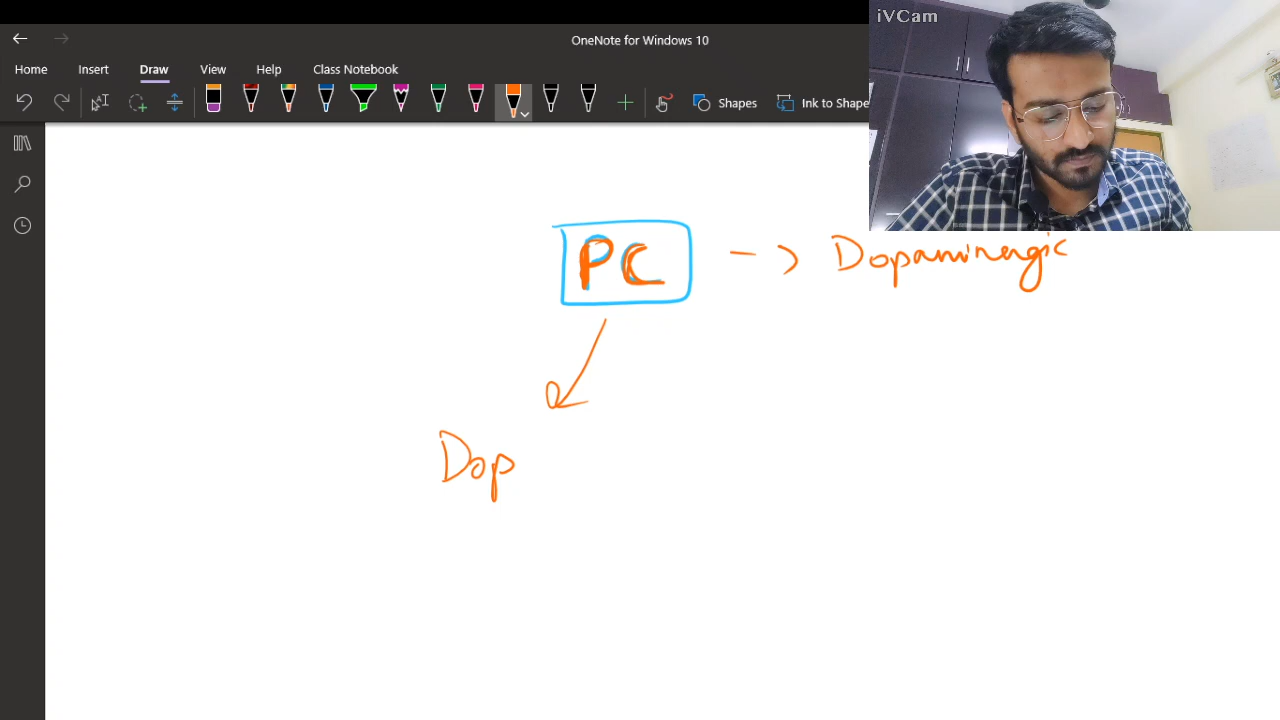 iVCam
OneNote for Windows 10
Home Insert Draw View Help Class Notebook
Shapes Ink to Shape
PC -> Dopaminergic
Dop